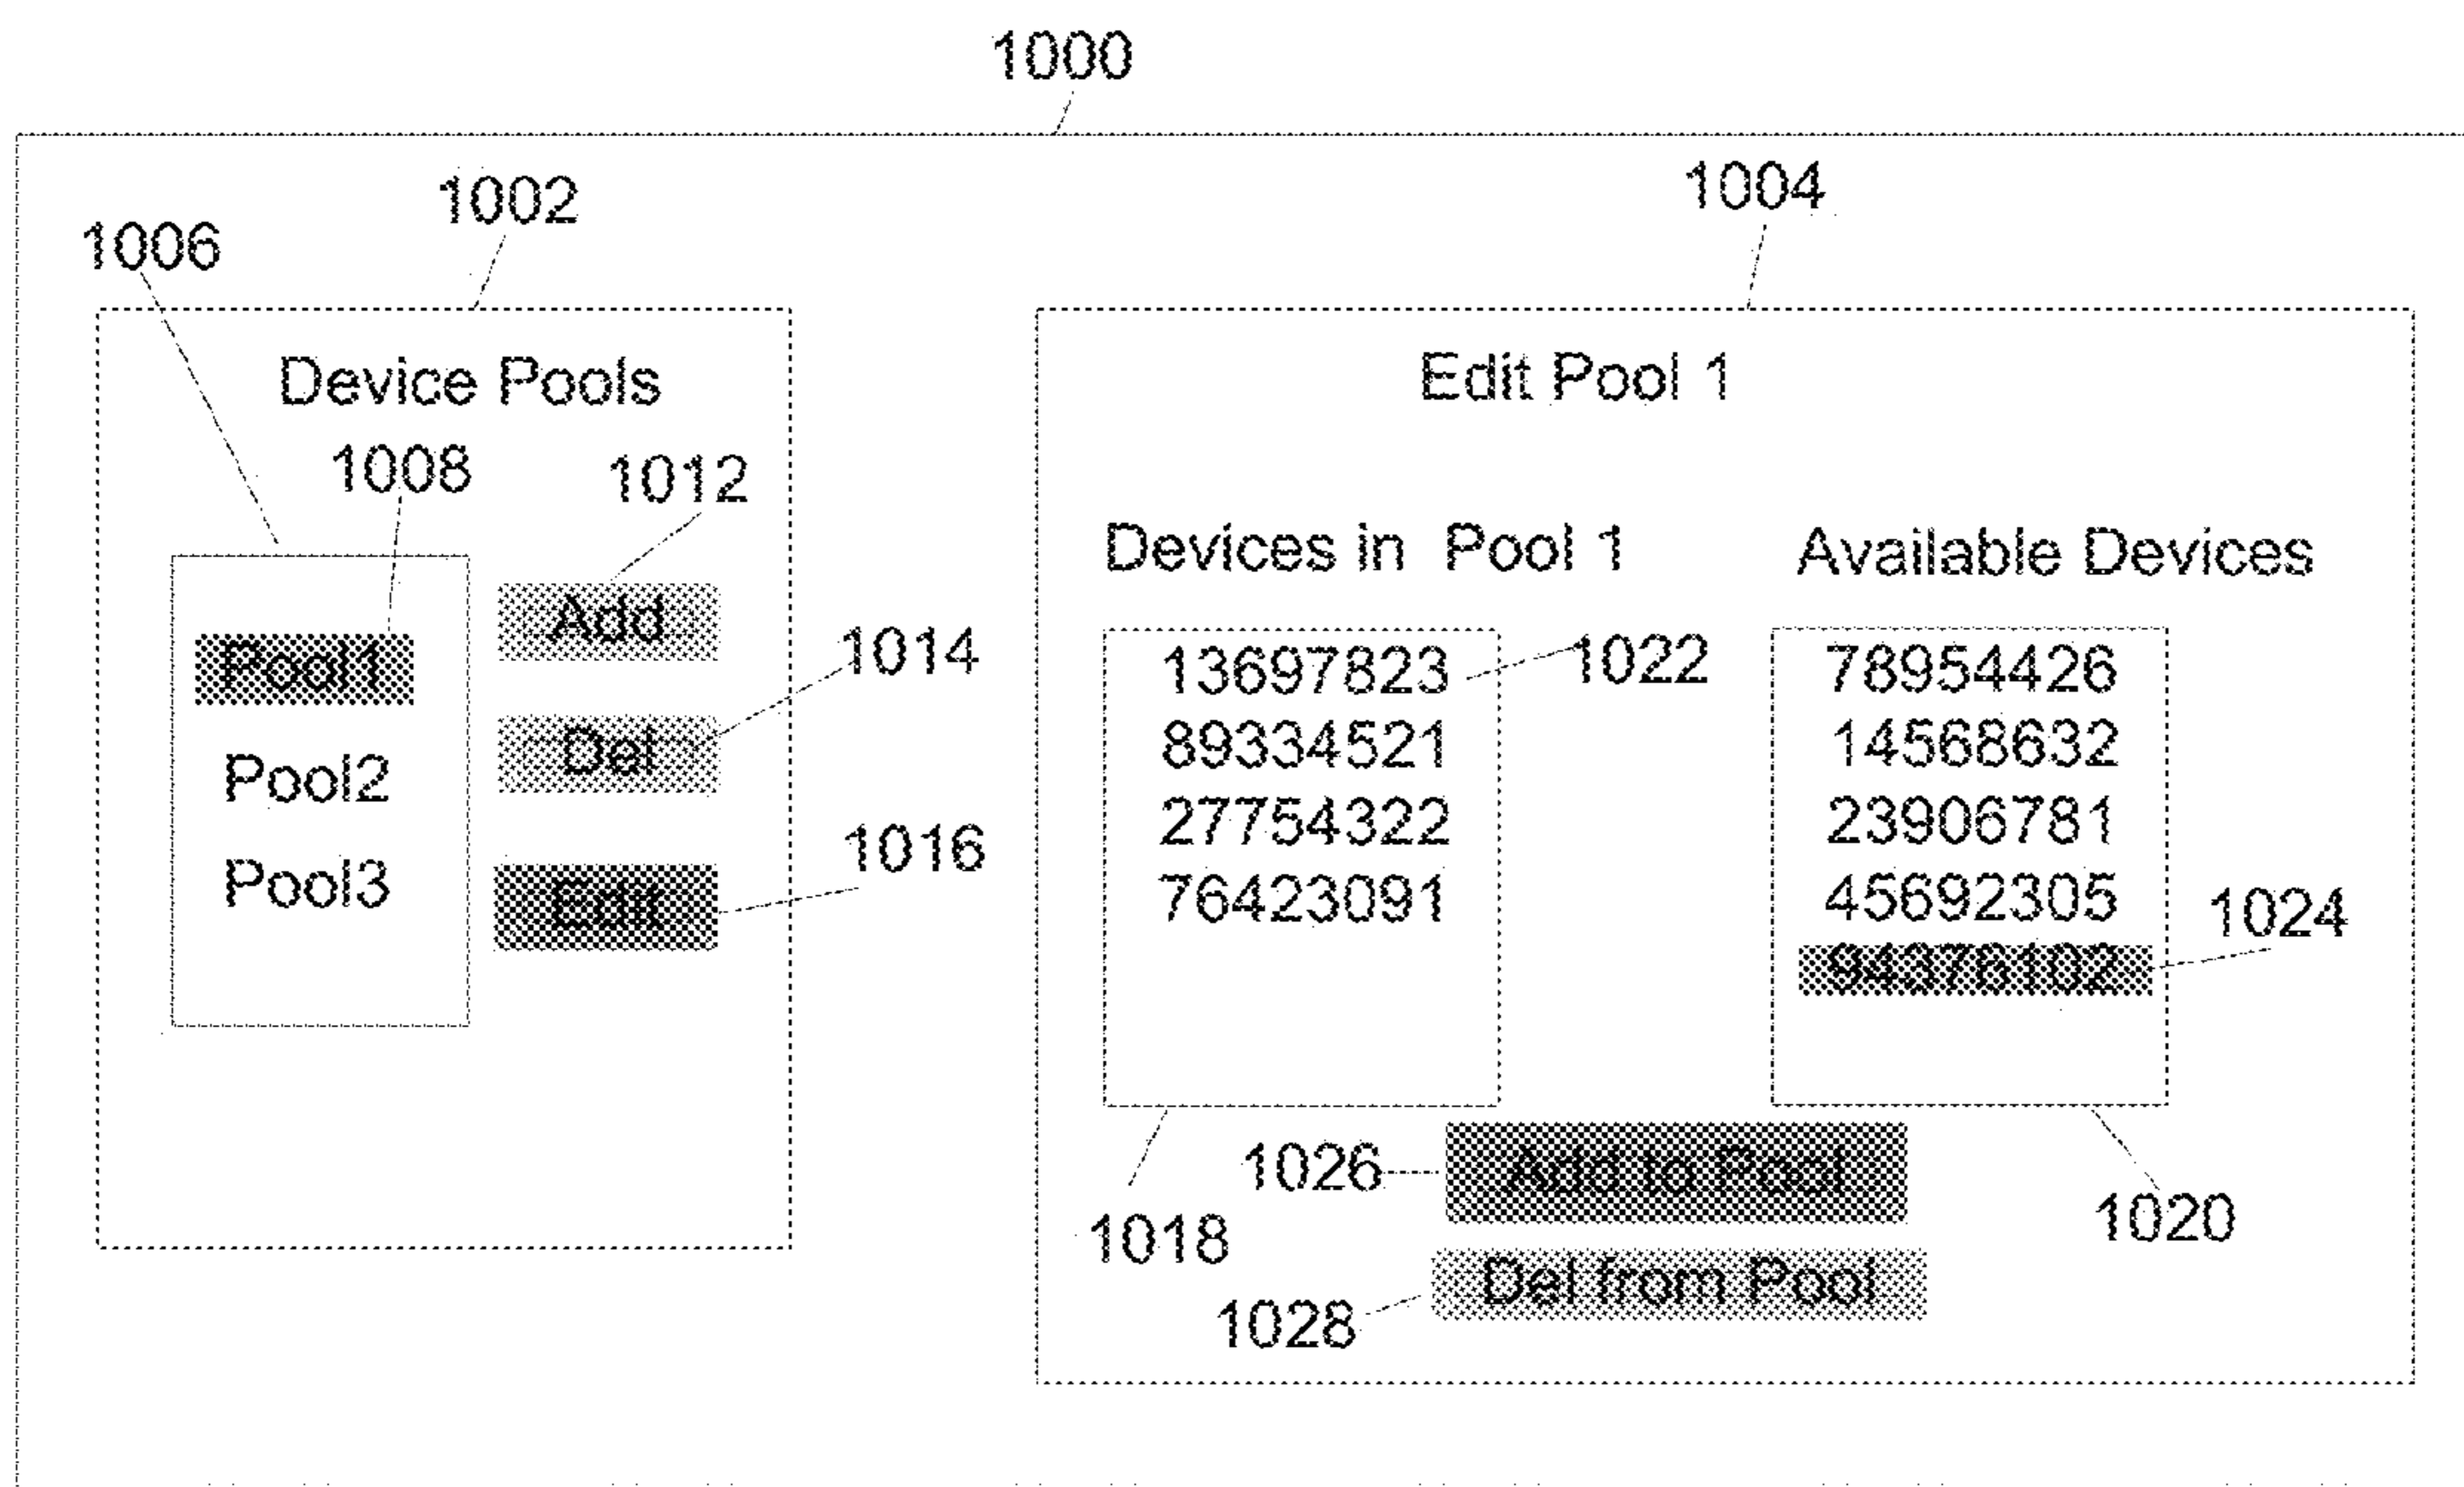 1000
1002
1004
1006
Device Pools
Edit Pool 1
1008
1012
Devices in Pool 1
Available Devices
Add
Pool1
1014
13697823
1022
78954426
Del
Pool2
89334521
14568632
1016
27754322
23906781
Pool3
Edit
76423091
45692305
1024
94376102
1026
Add to Pool
1018
1020
Del from Pool
1028